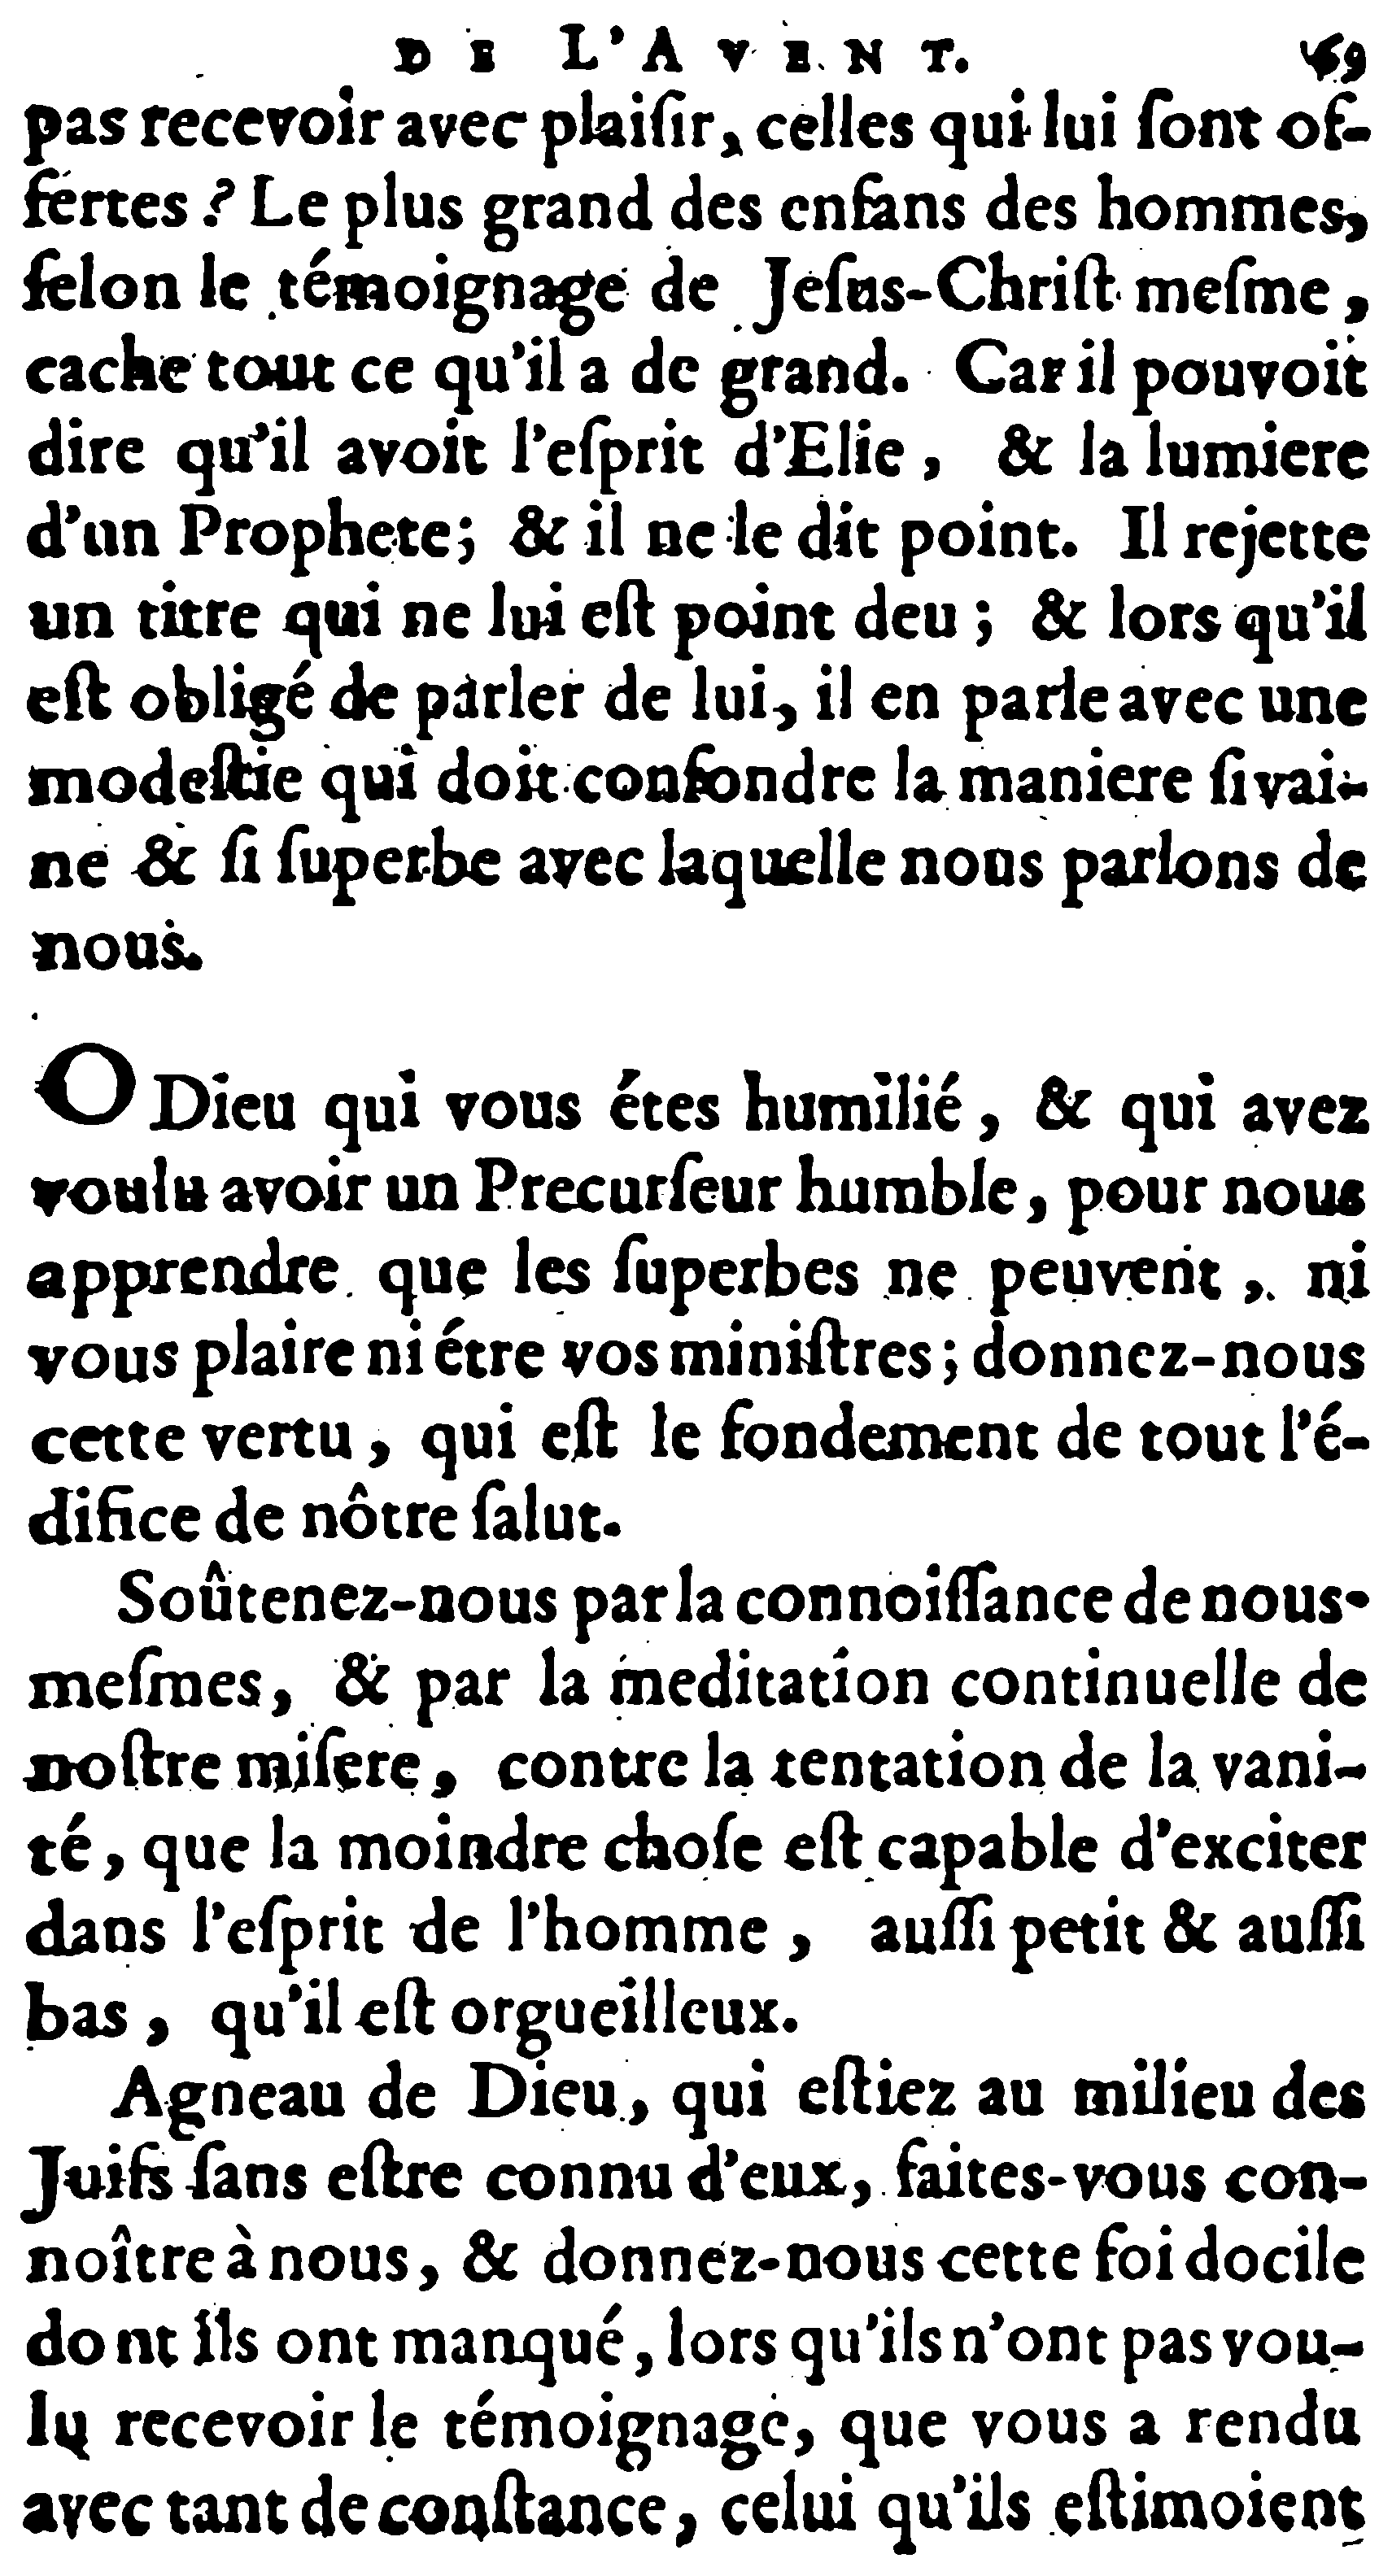 DE L'AVENT. 69
pas recevoir avec plaiſir, celles qui lui ſont of-
fertes ? Le plus grand des enfans des hommes,
ſelon le témoignage de Jeſus-Chriſt meſme,
cache tout ce qu'il a de grand. Car il pouvoit
dire qu'il avoit l'eſprit d'Elie, & la lumiere
d'un Prophete; & il ne le dit point. Il rejette
un titre qui ne lui eſt point deu ; & lors qu'il
eſt obligé de parler de lui, il en parle avec une
modeſtie qui doit confondre la maniere ſi vai-
ne & ſi ſuperbe avec laquelle nous parlons de
nous.
O Dieu qui vous étes humilié, & qui avez
voulu avoir un Precurſeur humble, pour nous
apprendre que les ſuperbes ne peuvent, ni
vous plaire ni étre vos miniſtres ; donnez-nous
cette vertu, qui eſt le fondement de tout l'é-
difice de nôtre ſalut.
Soûtenez-nous par la connoiſſance de nous-
meſmes, & par la meditation continuelle de
noſtre miſere, contre la tentation de la vani-
té, que la moindre choſe eſt capable d'exciter
dans l'eſprit de l'homme, auſſi petit & auſſi
bas, qu'il eſt orgueilleux.
Agneau de Dieu, qui eſtiez au milieu des
Juifs ſans eſtre connu d'eux, faites-vous con-
noître à nous, & donnez-nous cette foi docile
dont ils ont manqué, lors qu'ils n'ont pas vou-
lu recevoir le témoignage, que vous a rendu
avec tant de conſtance, celui qu'ils eſtimoient